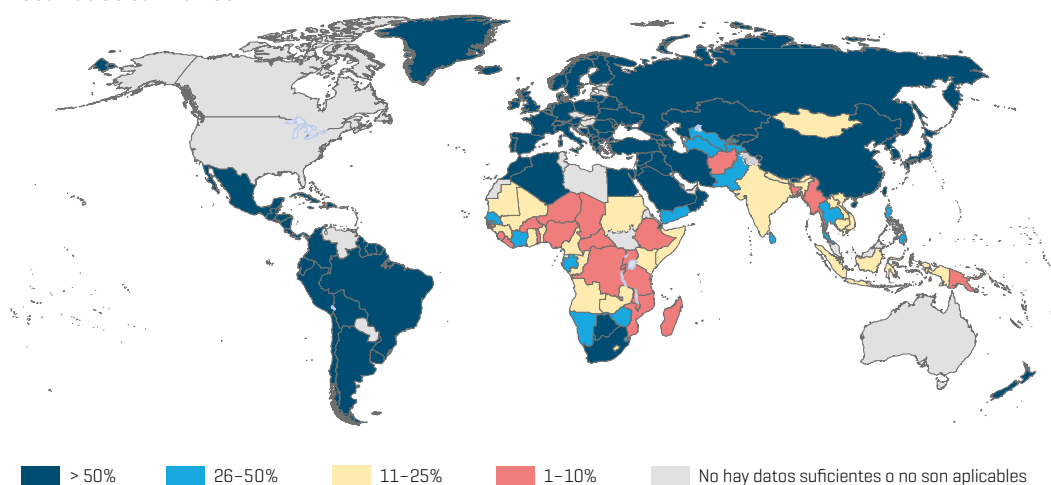 > 50%
26–50%
11–25%
1–10%
No hay datos suficientes o no son aplicables